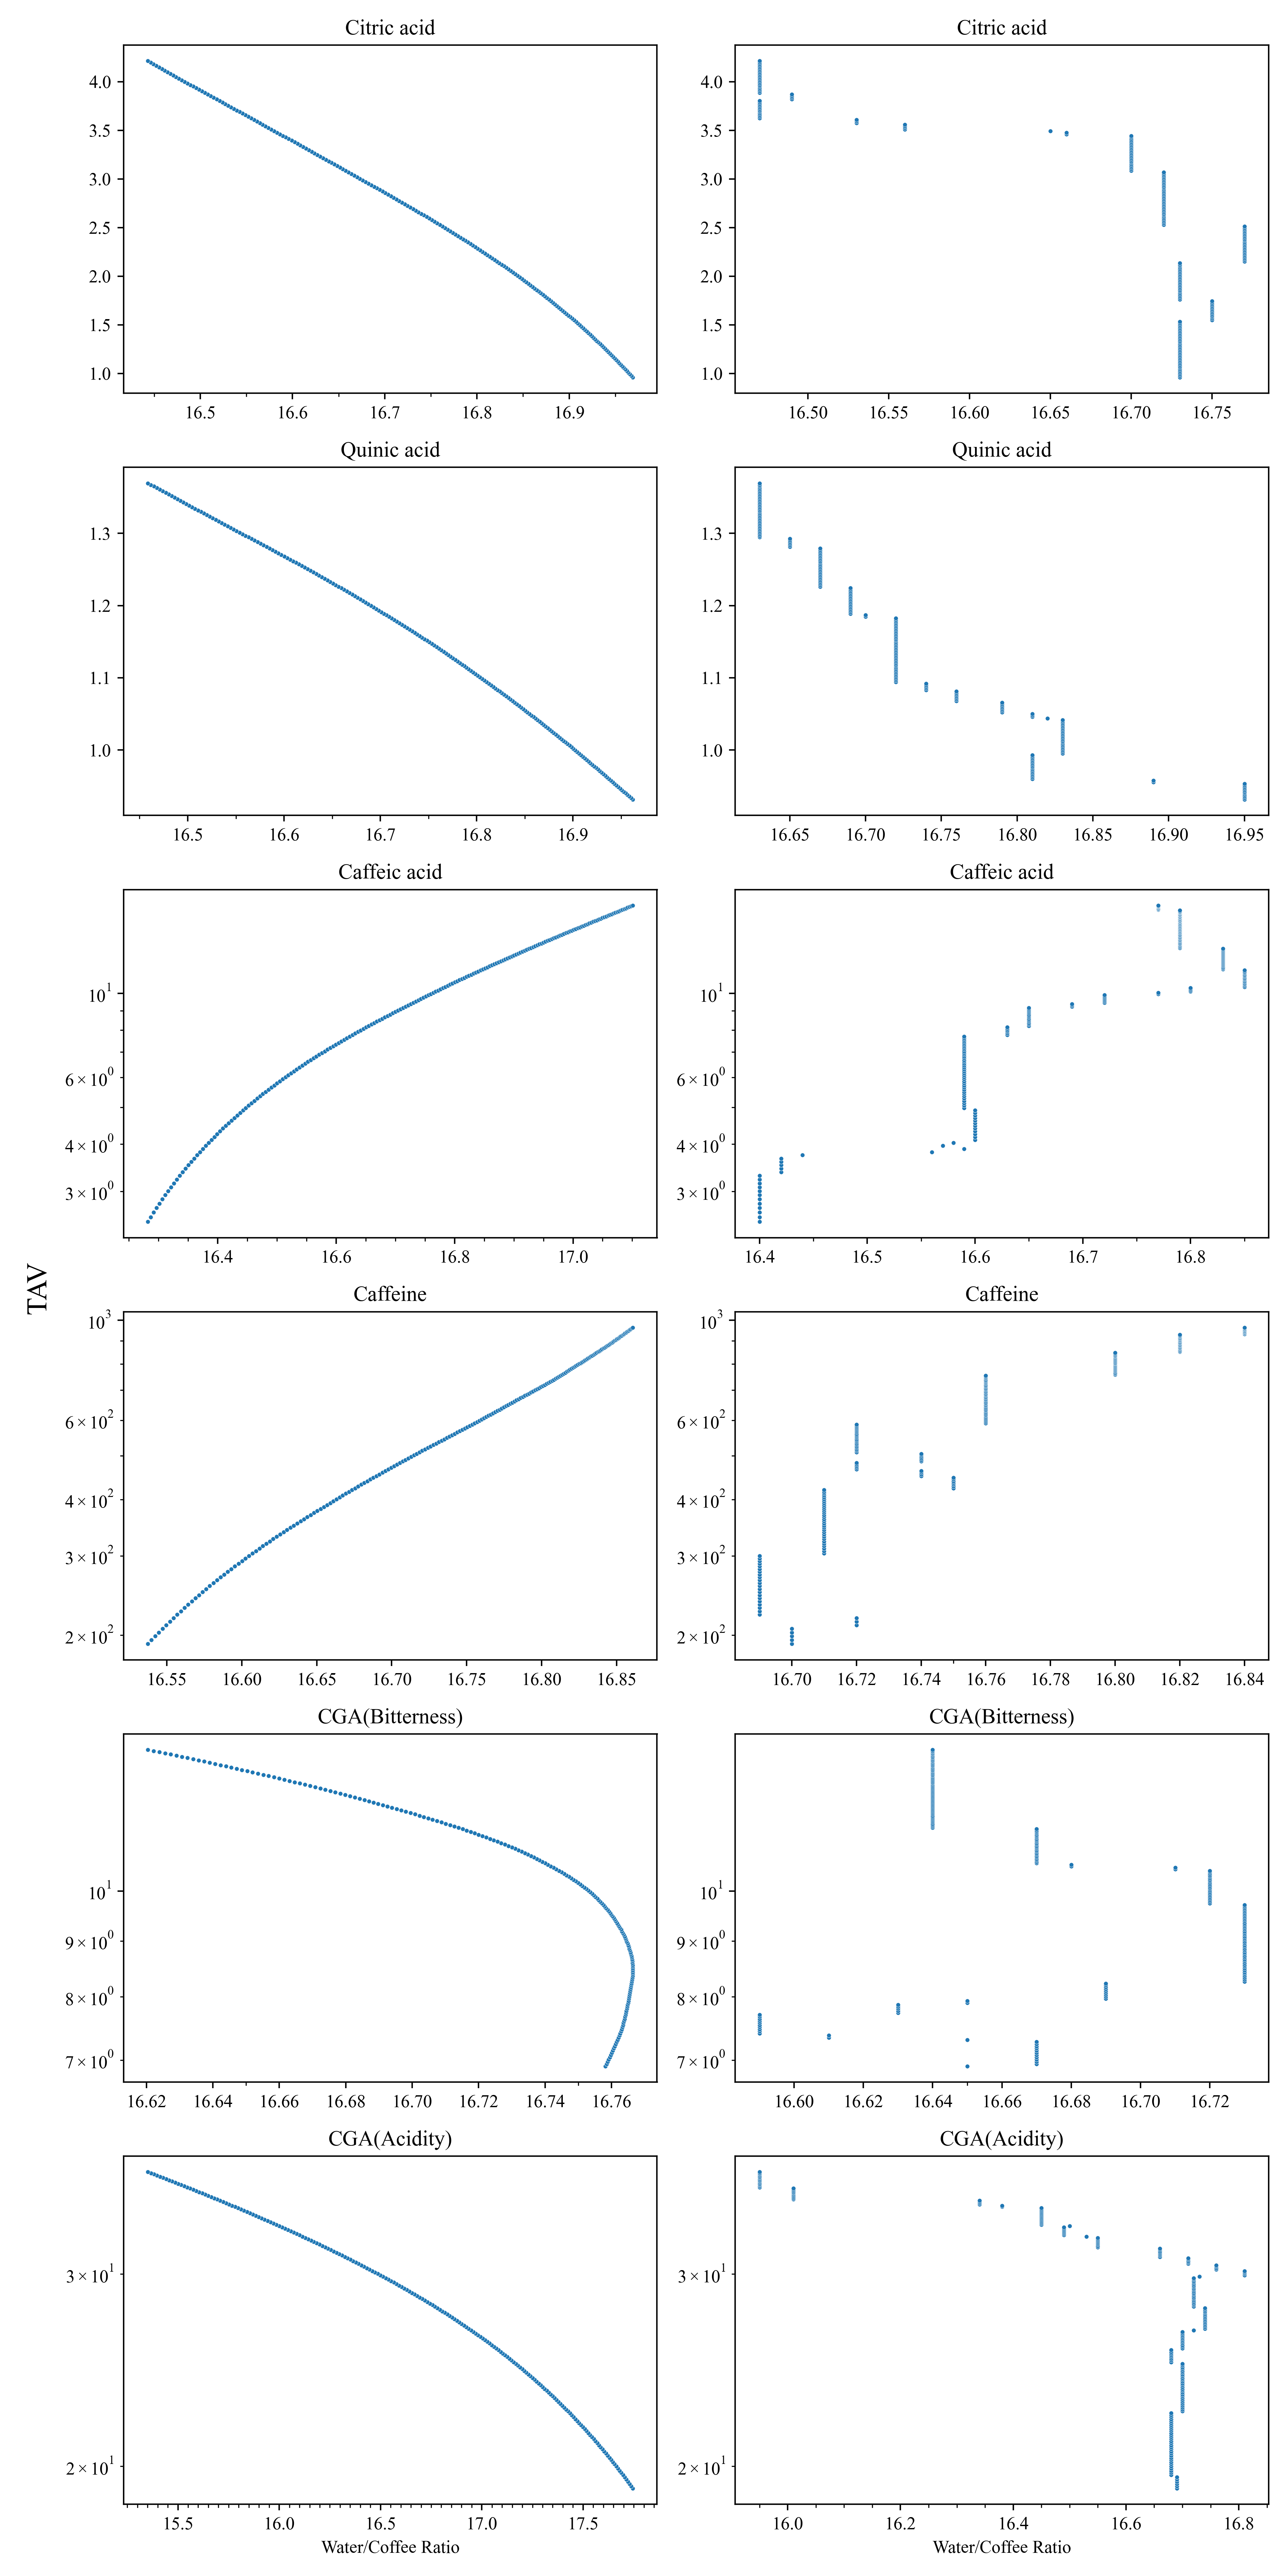 Citric acid Citric acid
4.0 4.0
3.5 3.5
3.0 3.0
2.5 2.5
2.0 2.0
1.5 1.5
1.0 1.0
16.5 16.6 16.7 16.8 16.9 16.50 16.55 16.60 16.65 16.70 16.75
Quinic acid Quinic acid
1.3 1.3
1.2 1.2
1.1 1.1
1.0 1.0
16.5 16.6 16.7 16.8 16.9 16.65 16.70 16.75 16.80 16.85 16.90 16.95
Caffeic acid Caffeic acid
10¹ 10¹
6 × 10⁰ 6 × 10⁰
4 × 10⁰ 4 × 10⁰
3 × 10⁰ 3 × 10⁰
16.4 16.6 16.8 17.0 16.4 16.5 16.6 16.7 16.8
TAV
Caffeine Caffeine
10³ 10³
6 × 10² 6 × 10²
4 × 10² 4 × 10²
3 × 10² 3 × 10²
2 × 10² 2 × 10²
16.55 16.60 16.65 16.70 16.75 16.80 16.85 16.70 16.72 16.74 16.76 16.78 16.80 16.82 16.84
CGA(Bitterness) CGA(Bitterness)
10¹ 10¹
9 × 10⁰ 9 × 10⁰
8 × 10⁰ 8 × 10⁰
7 × 10⁰ 7 × 10⁰
16.62 16.64 16.66 16.68 16.70 16.72 16.74 16.76 16.60 16.62 16.64 16.66 16.68 16.70 16.72
CGA(Acidity) CGA(Acidity)
3 × 10¹ 3 × 10¹
2 × 10¹ 2 × 10¹
15.5 16.0 16.5 17.0 17.5 16.0 16.2 16.4 16.6 16.8
Water/Coffee Ratio Water/Coffee Ratio